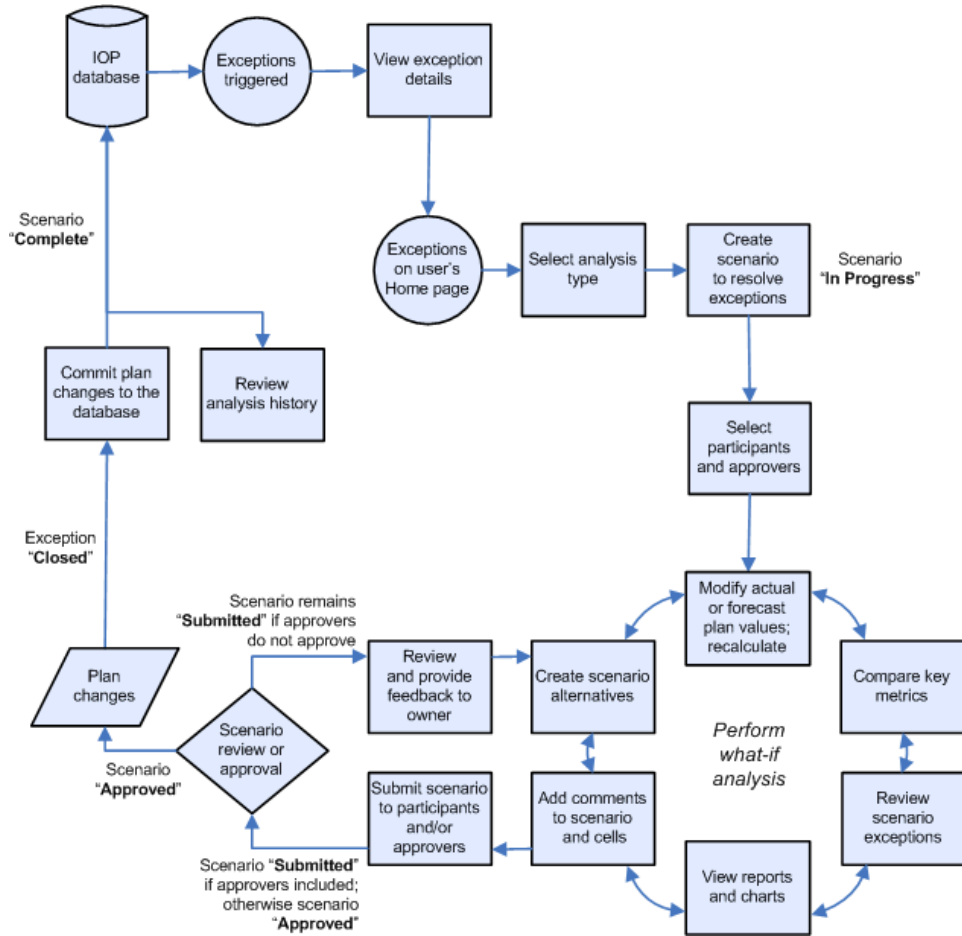 IOP
database
Exceptions
triggered
View exception
details
Scenario
“Complete”
Exceptions
on user’s
Home page
Select analysis
type
Create
scenario
to resolve
exceptions
Scenario
“In Progress”
Commit plan
changes to the
database
Review
analysis history
Select
participants
and approvers
Exception
“Closed”
Modify actual
or forecast
plan values;
recalculate
Scenario remains
“Submitted” if approvers
do not approve
Plan
changes
Review
and provide
feedback to
owner
Create scenario
alternatives
Compare key
metrics
Scenario
review or
approval
Perform
what-if
analysis
Scenario
“Approved”
Submit scenario
to participants
and/or
approvers
Add comments
to scenario
and cells
Review
scenario
exceptions
Scenario “Submitted”
if approvers included;
otherwise scenario
“Approved”
View reports
and charts